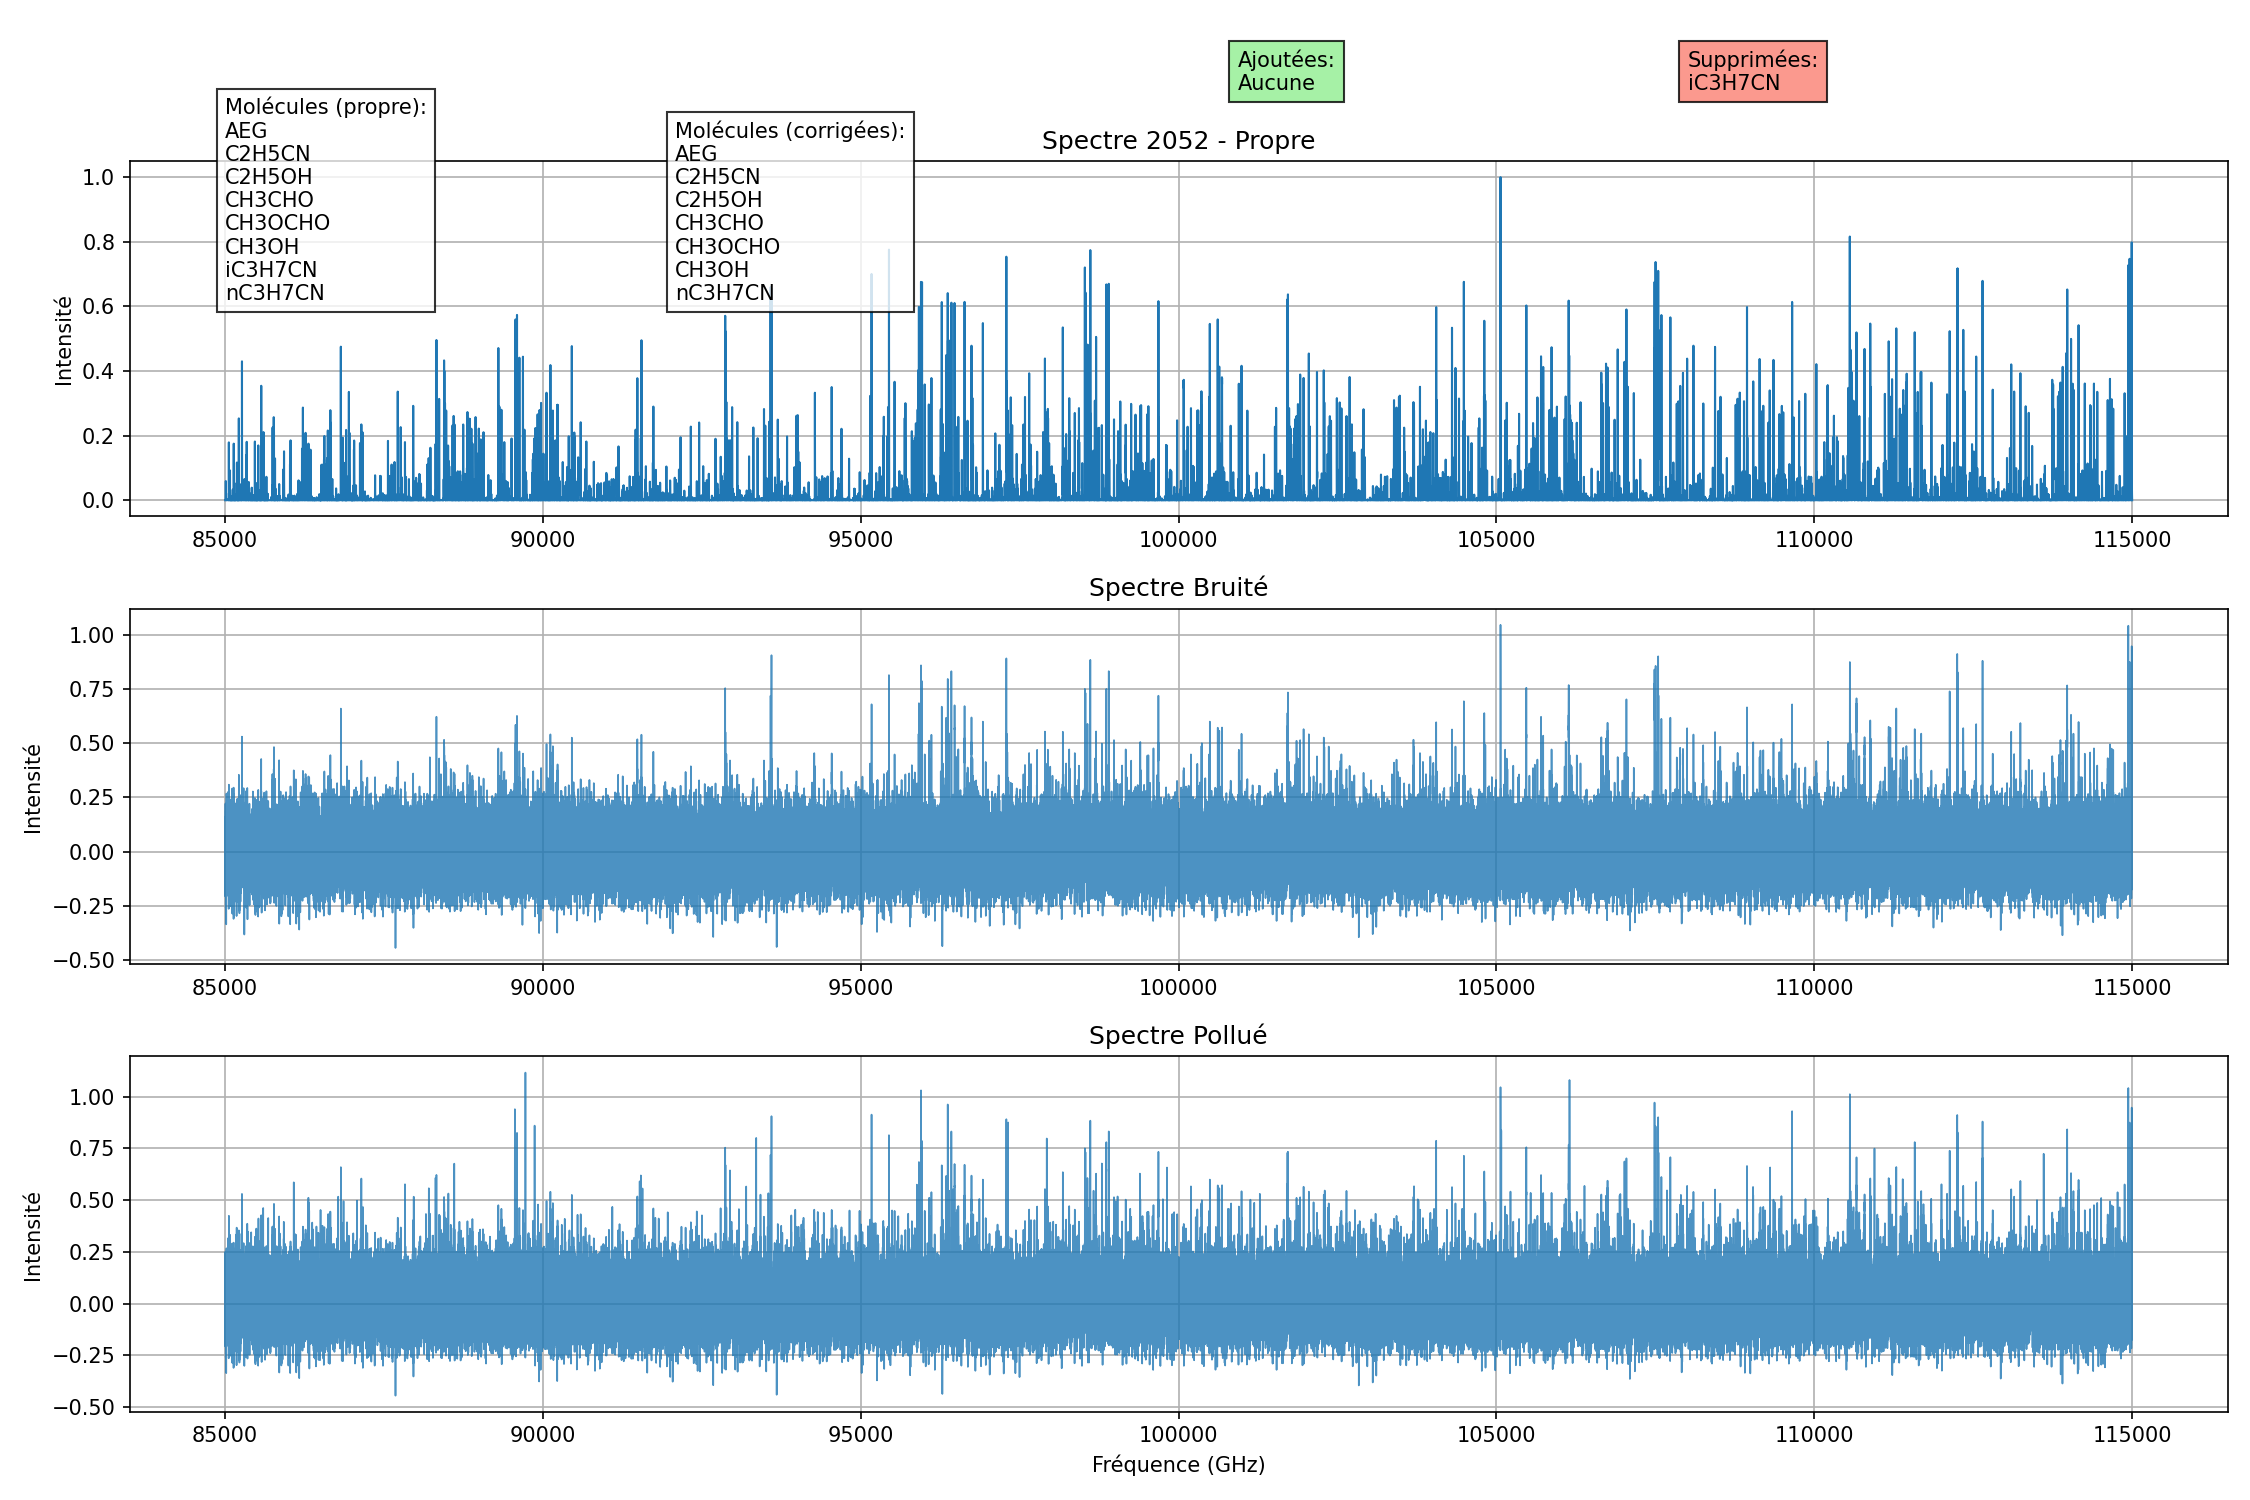 Ajoutées:
Aucune
Supprimées:
iC3H7CN
Molécules (propre):
AEG
C2H5CN
C2H5OH
CH3CHO
CH3OCHO
CH3OH
iC3H7CN
nC3H7CN
Molécules (corrigées):
AEG
C2H5CN
C2H5OH
CH3CHO
CH3OCHO
CH3OH
nC3H7CN
Spectre 2052 - Propre
Intensité
1.0
0.8
0.6
0.4
0.2
0.0
85000 90000 95000 100000 105000 110000 115000
Spectre Bruité
Intensité
1.00
0.75
0.50
0.25
0.00
−0.25
−0.50
85000 90000 95000 100000 105000 110000 115000
Spectre Pollué
Intensité
1.00
0.75
0.50
0.25
0.00
−0.25
−0.50
85000 90000 95000 100000 105000 110000 115000
Fréquence (GHz)